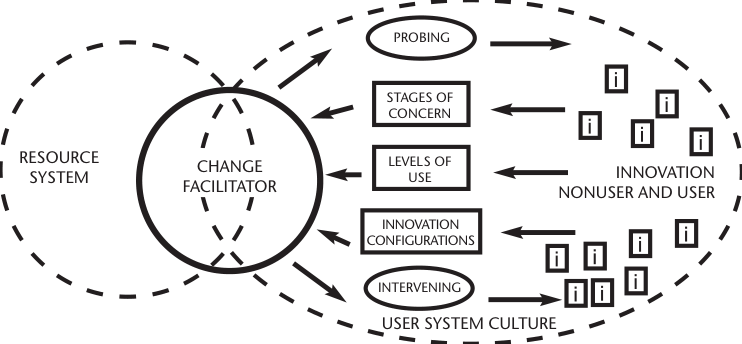 PROBING
STAGES OF
CONCERN
RESOURCE
SYSTEM
CHANGE
FACILITATOR
LEVELS OF
USE
INNOVATION
NONUSER AND USER
INNOVATION
CONFIGURATIONS
INTERVENING
USER SYSTEM CULTURE
i
i
i
i
i
i
i
i
i
i
i
i